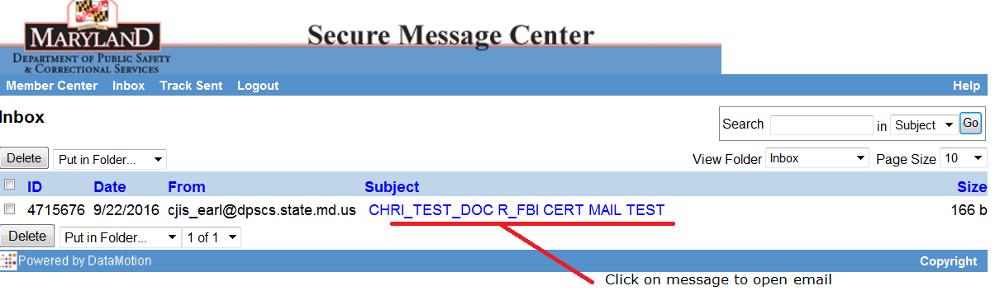 MARYLAND
DEPARTMENT OF PUBLIC SAFETY
& CORRECTIONAL SERVICES
Secure Message Center
Member Center Inbox Track Sent Logout Help
Inbox
Search in Subject Go
Delete Put in Folder... View Folder Inbox Page Size 10
ID Date From Subject Size
4715676 9/22/2016 cjis_earl@dpscs.state.md.us CHRI_TEST_DOC R_FBI CERT MAIL TEST 166 b
Delete Put in Folder... 1 of 1
Powered by DataMotion Copyright
Click on message to open email